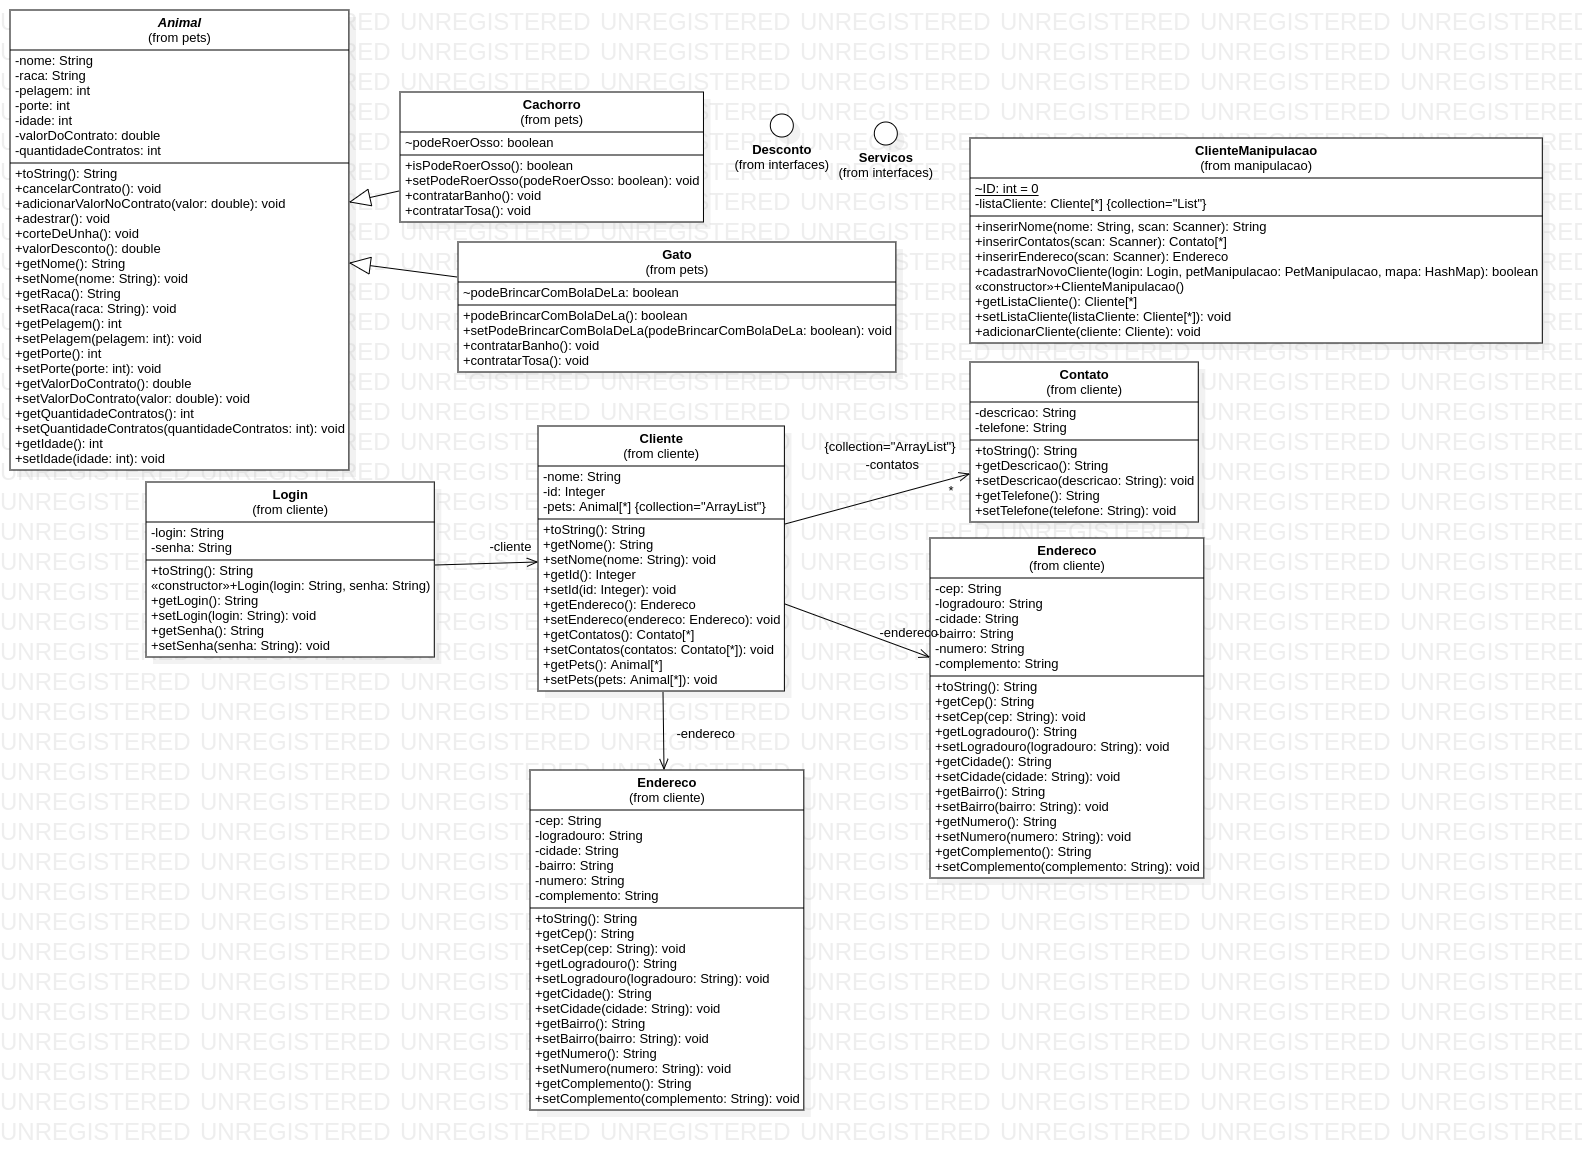 Animal
(from pets)
-nome: String
-raca: String
-pelagem: int
-porte: int
-idade: int
-valorDoContrato: double
-quantidadeContratos: int
+toString(): String
+cancelarContrato(): void
+adicionarValorNoContrato(valor: double): void
+adestrar(): void
+corteDeUnha(): void
+valorDesconto(): double
+getNome(): String
+setNome(nome: String): void
+getRaca(): String
+setRaca(raca: String): void
+getPelagem(): int
+setPelagem(pelagem: int): void
+getPorte(): int
+setPorte(porte: int): void
+getValorDoContrato(): double
+setValorDoContrato(valor: double): void
+getQuantidadeContratos(): int
+setQuantidadeContratos(quantidadeContratos: int): void
+getIdade(): int
+setIdade(idade: int): void
Cachorro
(from pets)
~podeRoerOsso: boolean
+isPodeRoerOsso(): boolean
+setPodeRoerOsso(podeRoerOsso: boolean): void
+contratarBanho(): void
+contratarTosa(): void
Gato
(from pets)
~podeBrincarComBolaDeLa: boolean
+podeBrincarComBolaDeLa(): boolean
+setPodeBrincarComBolaDeLa(podeBrincarComBolaDeLa: boolean): void
+contratarBanho(): void
+contratarTosa(): void
Desconto
(from interfaces)
Servicos
(from interfaces)
ClienteManipulacao
(from manipulacao)
~ID: int = 0
-listaCliente: Cliente[*] {collection="List"}
+inserirNome(nome: String, scan: Scanner): String
+inserirContatos(scan: Scanner): Contato[*]
+inserirEndereco(scan: Scanner): Endereco
+cadastrarNovoCliente(login: Login, petManipulacao: PetManipulacao, mapa: HashMap): boolean
«constructor»+ClienteManipulacao()
+getListaCliente(): Cliente[*]
+setListaCliente(listaCliente: Cliente[*]): void
+adicionarCliente(cliente: Cliente): void
Login
(from cliente)
-login: String
-senha: String
+toString(): String
«constructor»+Login(login: String, senha: String)
+getLogin(): String
+setLogin(login: String): void
+getSenha(): String
+setSenha(senha: String): void
-cliente
Cliente
(from cliente)
-nome: String
-id: Integer
-pets: Animal[*] {collection="ArrayList"}
+toString(): String
+getNome(): String
+setNome(nome: String): void
+getId(): Integer
+setId(id: Integer): void
+getEndereco(): Endereco
+setEndereco(endereco: Endereco): void
+getContatos(): Contato[*]
+setContatos(contatos: Contato[*]): void
+getPets(): Animal[*]
+setPets(pets: Animal[*]): void
{collection="ArrayList"}
-contatos
*
Contato
(from cliente)
-descricao: String
-telefone: String
+toString(): String
+getDescricao(): String
+setDescricao(descricao: String): void
+getTelefone(): String
+setTelefone(telefone: String): void
-endereco
Endereco
(from cliente)
-cep: String
-logradouro: String
-cidade: String
-bairro: String
-numero: String
-complemento: String
+toString(): String
+getCep(): String
+setCep(cep: String): void
+getLogradouro(): String
+setLogradouro(logradouro: String): void
+getCidade(): String
+setCidade(cidade: String): void
+getBairro(): String
+setBairro(bairro: String): void
+getNumero(): String
+setNumero(numero: String): void
+getComplemento(): String
+setComplemento(complemento: String): void
-endereco
Endereco
(from cliente)
-cep: String
-logradouro: String
-cidade: String
-bairro: String
-numero: String
-complemento: String
+toString(): String
+getCep(): String
+setCep(cep: String): void
+getLogradouro(): String
+setLogradouro(logradouro: String): void
+getCidade(): String
+setCidade(cidade: String): void
+getBairro(): String
+setBairro(bairro: String): void
+getNumero(): String
+setNumero(numero: String): void
+getComplemento(): String
+setComplemento(complemento: String): void
UNREGISTERED